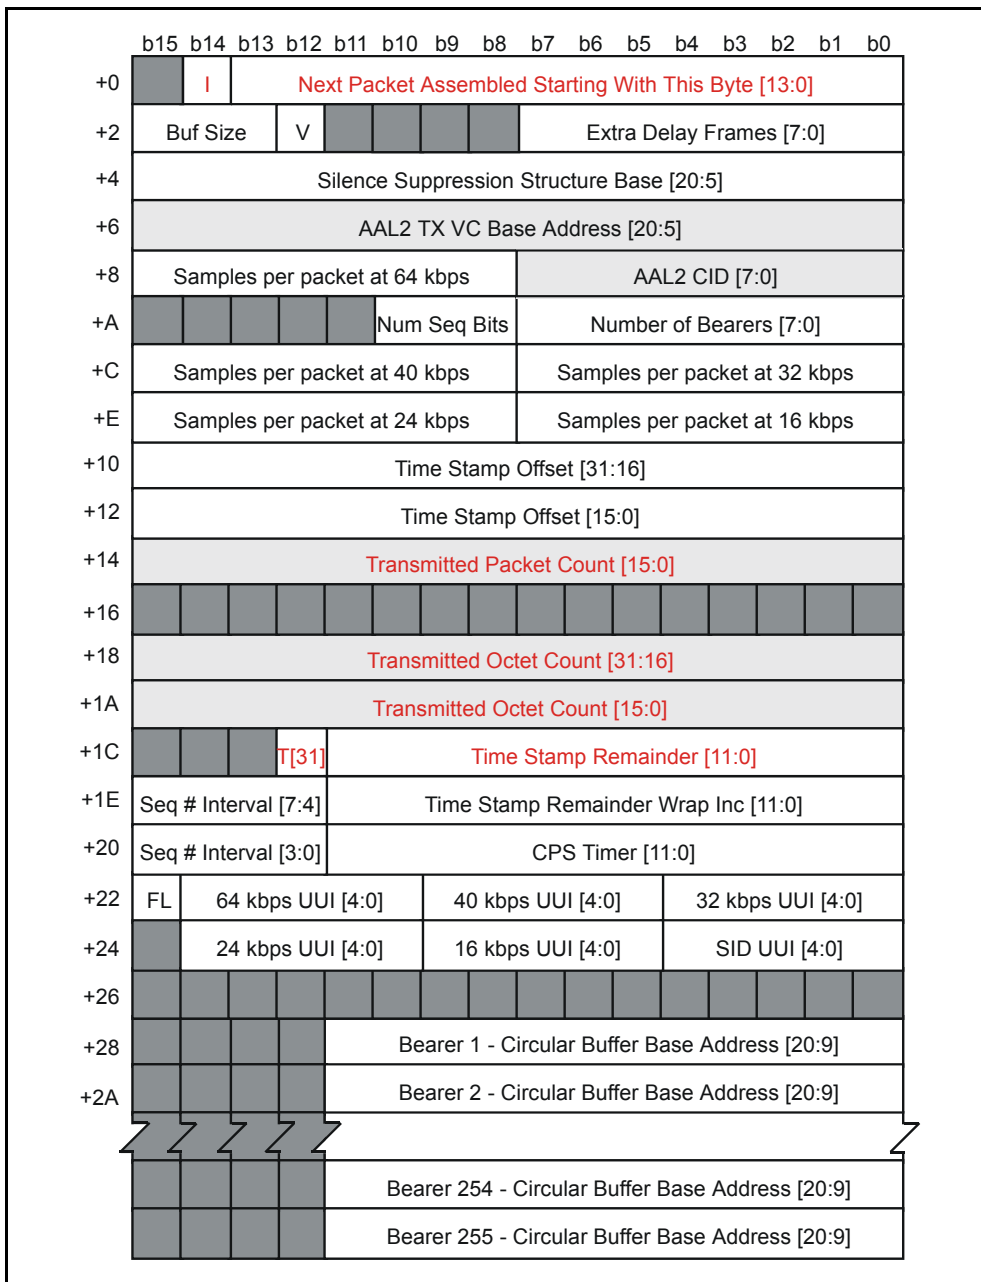 b15 b14 b13 b12 b11 b10 b9 b8 b7 b6 b5 b4 b3 b2 b1 b0
+0 I Next Packet Assembled Starting With This Byte [13:0]
+2 Buf Size V Extra Delay Frames [7:0]
+4 Silence Suppression Structure Base [20:5]
+6 AAL2 TX VC Base Address [20:5]
+8 Samples per packet at 64 kbps AAL2 CID [7:0]
+A Num Seq Bits Number of Bearers [7:0]
+C Samples per packet at 40 kbps Samples per packet at 32 kbps
+E Samples per packet at 24 kbps Samples per packet at 16 kbps
+10 Time Stamp Offset [31:16]
+12 Time Stamp Offset [15:0]
+14 Transmitted Packet Count [15:0]
+16
+18 Transmitted Octet Count [31:16]
+1A Transmitted Octet Count [15:0]
+1C T[31] Time Stamp Remainder [11:0]
+1E Seq # Interval [7:4] Time Stamp Remainder Wrap Inc [11:0]
+20 Seq # Interval [3:0] CPS Timer [11:0]
+22 FL 64 kbps UUI [4:0] 40 kbps UUI [4:0] 32 kbps UUI [4:0]
+24 24 kbps UUI [4:0] 16 kbps UUI [4:0] SID UUI [4:0]
+26
+28 Bearer 1 - Circular Buffer Base Address [20:9]
+2A Bearer 2 - Circular Buffer Base Address [20:9]
Bearer 254 - Circular Buffer Base Address [20:9]
Bearer 255 - Circular Buffer Base Address [20:9]